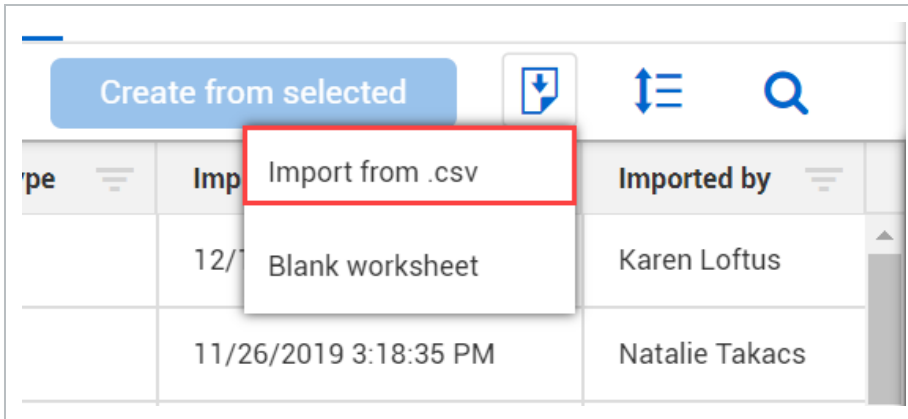 Create from selected
ype
Imp
Import from .csv
Imported by
12/
Blank worksheet
Karen Loftus
11/26/2019 3:18:35 PM
Natalie Takacs